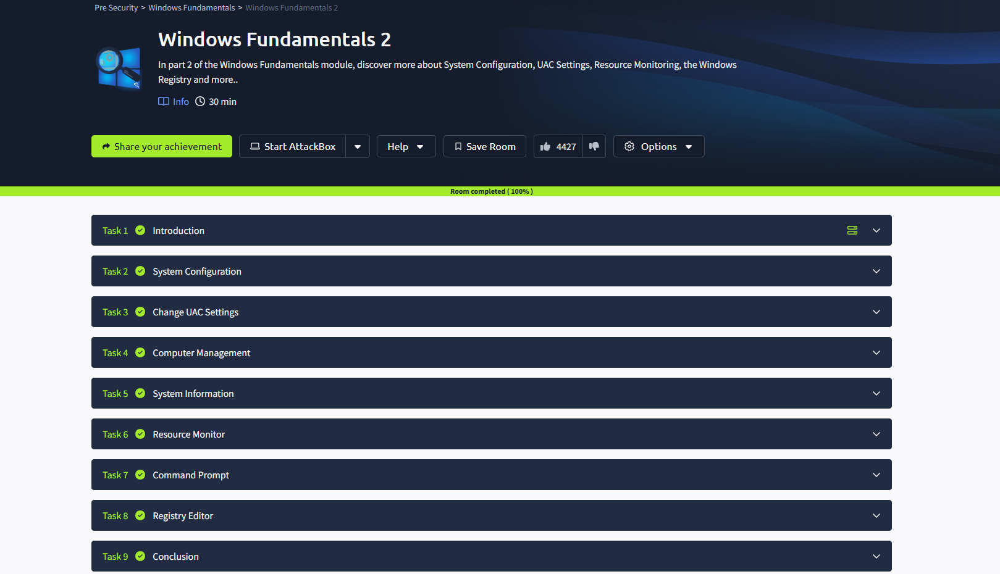 Pre Security > Windows Fundamentals > Windows Fundamentals 2
Windows Fundamentals 2
In part 2 of the Windows Fundamentals module, discover more about System Configuration, UAC Settings, Resource Monitoring, the Windows
Registry and more..
Info 30 min
Share your achievement Start AttackBox Help Save Room 4427 Options
Room completed ( 100% )
Task 1 Introduction
Task 2 System Configuration
Task 3 Change UAC Settings
Task 4 Computer Management
Task 5 System Information
Task 6 Resource Monitor
Task 7 Command Prompt
Task 8 Registry Editor
Task 9 Conclusion